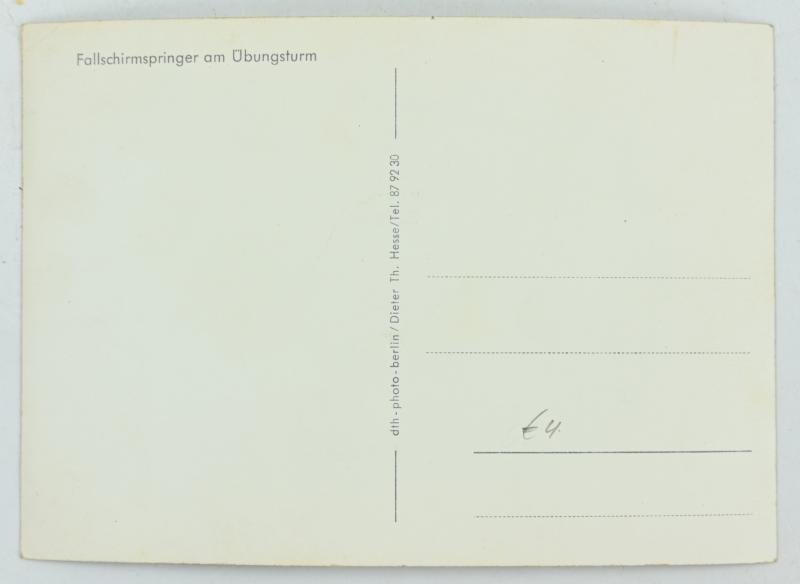 Fallschirmspringer am Übungsturm
dth-photo-berlin/Dieter Th. Hesse/Tel. 87 92 30
€ 4.